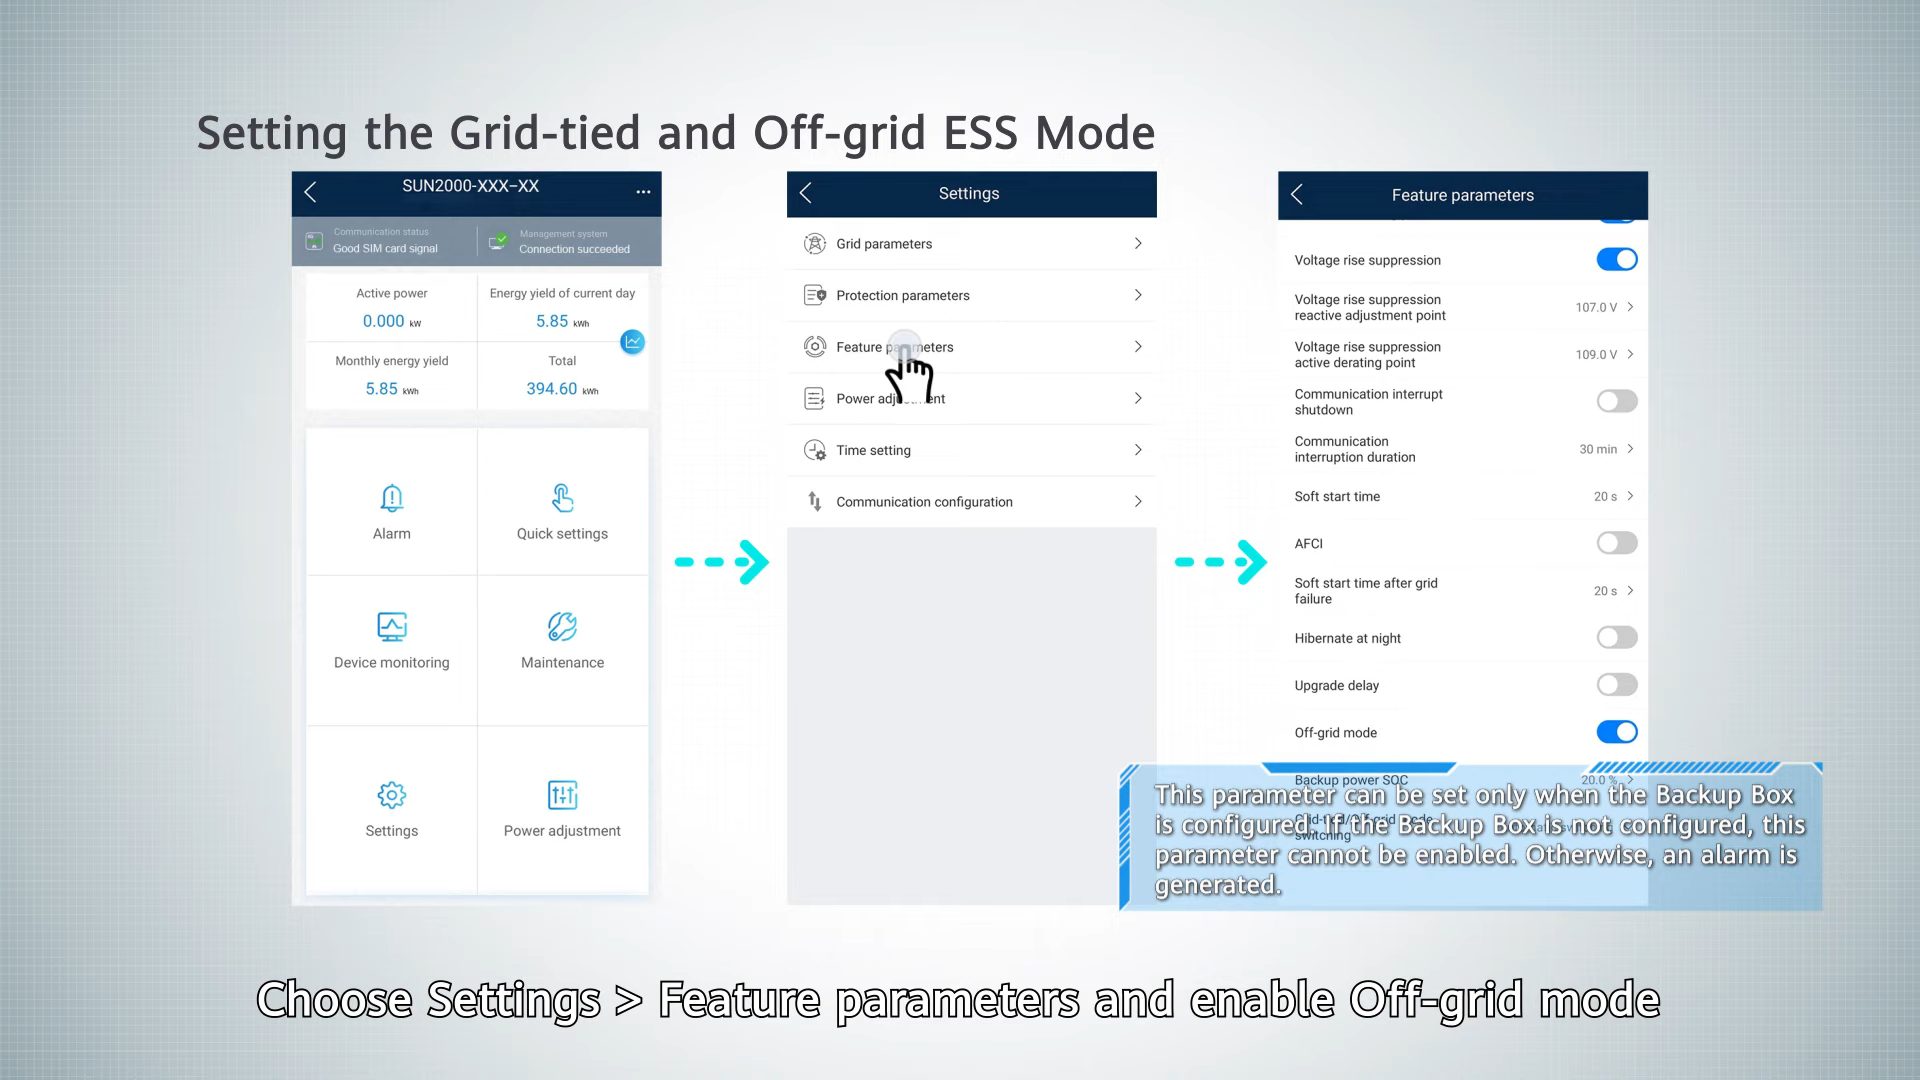 Setting the Grid-tied and Off-grid ESS Mode
SUN2000-XXX-XX
Communication status
Good SIM card signal
Management system
Connection succeeded
Active power
0.000 kW
Energy yield of current day
5.85 kWh
Monthly energy yield
5.85 kWh
Total
394.60 kWh
Alarm
Quick settings
Device monitoring
Maintenance
Settings
Power adjustment
Settings
Grid parameters
Protection parameters
Feature parameters
Power adjustment
Time setting
Communication configuration
Feature parameters
Voltage rise suppression
Voltage rise suppression
reactive adjustment point
107.0 V
Voltage rise suppression
active derating point
109.0 V
Communication interrupt
shutdown
Communication
interruption duration
30 min
Soft start time
20 s
AFCI
Soft start time after grid
failure
20 s
Hibernate at night
Upgrade delay
Off-grid mode
Backup power SOC
20.0 %
Grid-tied/Off-grid mode
switching
This parameter can be set only when the Backup Box
is configured. If the Backup Box is not configured, this
parameter cannot be enabled. Otherwise, an alarm is
generated.
Choose Settings > Feature parameters and enable Off-grid mode